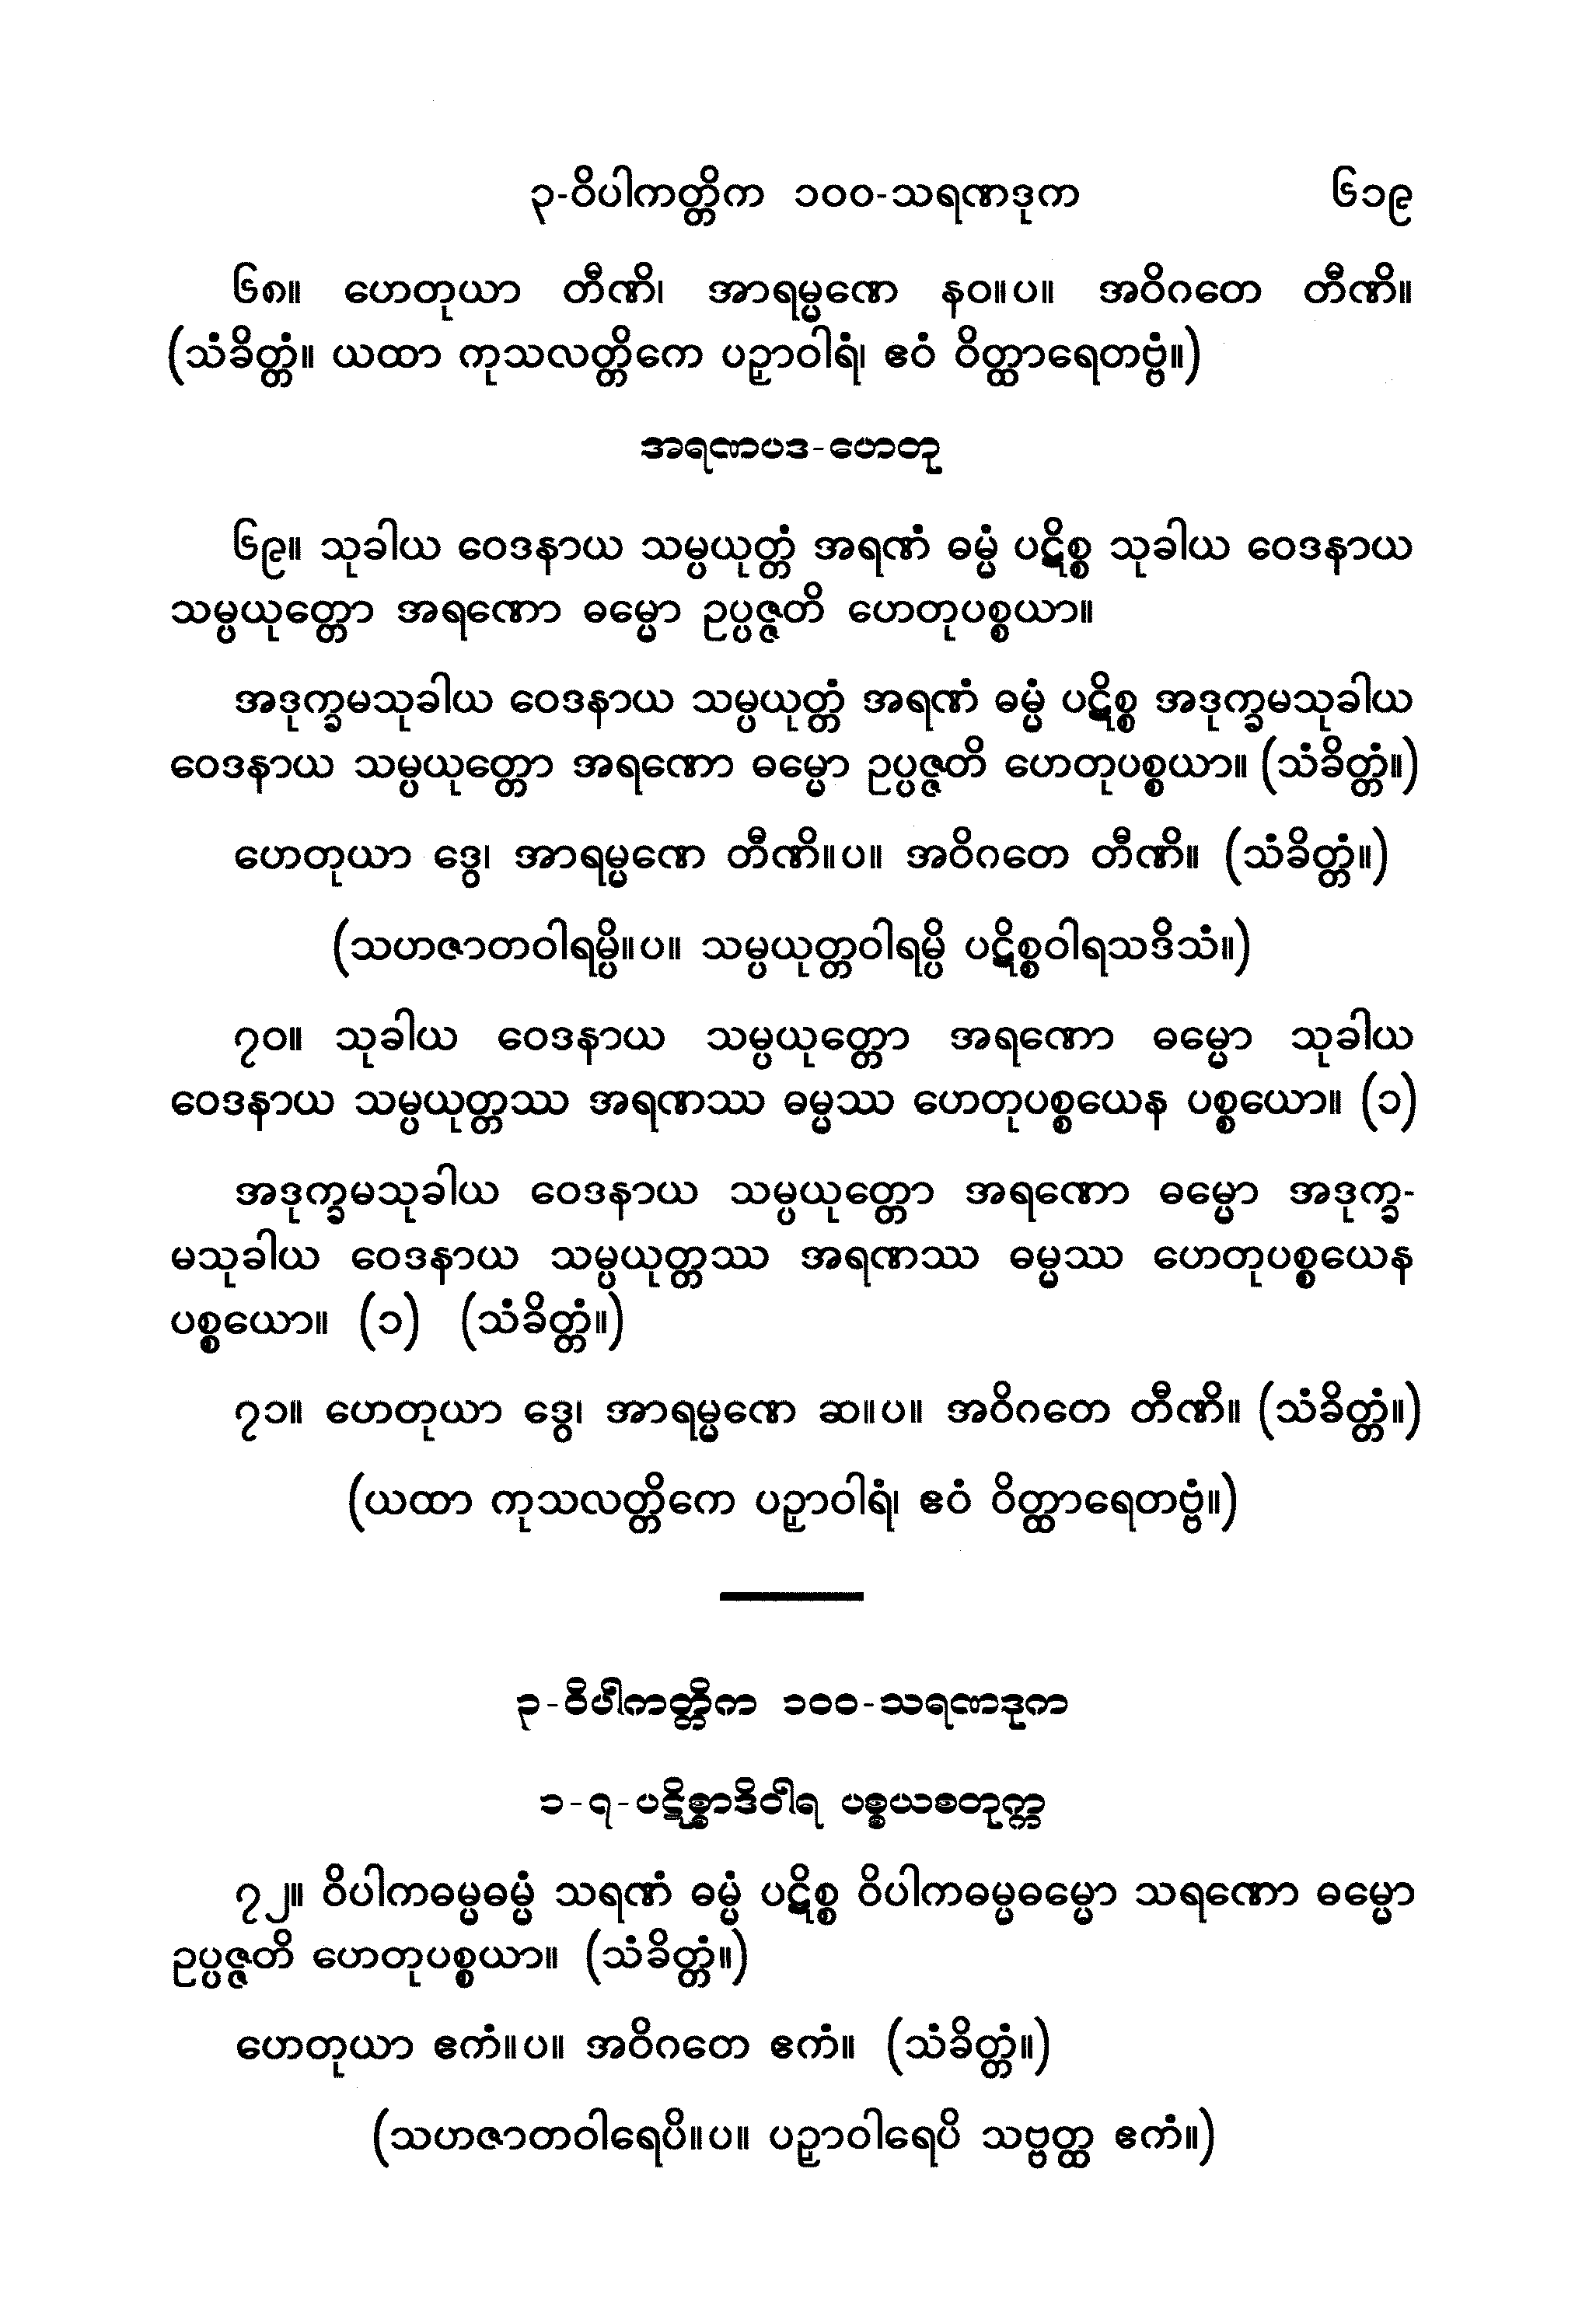 ၃-ဝိပါကတ္တိက ၁၀၀-သရဏဒုက ၆၁၉
၆၈။ ဟေတုယာ တီဏိ၊ အာရမ္မဏေ နဝ။ပ။ အဝိဂတေ တီဏိ။
(သံခိတ္တံ။ ယထာ ကုသလတ္တိကေ ပဉှာဝါရံ၊ ဧဝံ ဝိတ္ထာရေတဗ္ဗံ။)
အရဏပဒ-ဟေတု
၆၉။ သုခါယ ဝေဒနာယ သမ္ပယုတ္တံ အရဏံ ဓမ္မံ ပဋိစ္စ သုခါယ ဝေဒနာယ
သမ္ပယုတ္တော အရဏော ဓမ္မော ဥပ္ပဇ္ဇတိ ဟေတုပစ္စယာ။
အဒုက္ခမသုခါယ ဝေဒနာယ သမ္ပယုတ္တံ အရဏံ ဓမ္မံ ပဋိစ္စ အဒုက္ခမသုခါယ
ဝေဒနာယ သမ္ပယုတ္တော အရဏော ဓမ္မော ဥပ္ပဇ္ဇတိ ဟေတုပစ္စယာ။ (သံခိတ္တံ။)
ဟေတုယာ ဒွေ၊ အာရမ္မဏေ တီဏိ။ပ။ အဝိဂတေ တီဏိ။ (သံခိတ္တံ။)
(သဟဇာတဝါရမ္ပိ။ပ။ သမ္ပယုတ္တဝါရမ္ပိ ပဋိစ္စဝါရသဒိသံ။)
၇၀။ သုခါယ ဝေဒနာယ သမ္ပယုတ္တော အရဏော ဓမ္မော သုခါယ
ဝေဒနာယ သမ္ပယုတ္တဿ အရဏဿ ဓမ္မဿ ဟေတုပစ္စယေန ပစ္စယော။ (၁)
အဒုက္ခမသုခါယ ဝေဒနာယ သမ္ပယုတ္တော အရဏော ဓမ္မော အဒုက္ခ-
မသုခါယ ဝေဒနာယ သမ္ပယုတ္တဿ အရဏဿ ဓမ္မဿ ဟေတုပစ္စယေန
ပစ္စယော။ (၁) (သံခိတ္တံ။)
၇၁။ ဟေတုယာ ဒွေ၊ အာရမ္မဏေ ဆ။ပ။ အဝိဂတေ တီဏိ။ (သံခိတ္တံ။)
(ယထာ ကုသလတ္တိကေ ပဉှာဝါရံ၊ ဧဝံ ဝိတ္ထာရေတဗ္ဗံ။)
၃-ဝိပါကတ္တိက ၁၀၀-သရဏဒုက
၁-၇-ပဋိစ္စာဒိဝါရ ပစ္စယစတုက္က
၇၂။ ဝိပါကဓမ္မဓမ္မံ သရဏံ ဓမ္မံ ပဋိစ္စ ဝိပါကဓမ္မဓမ္မော သရဏော ဓမ္မော
ဥပ္ပဇ္ဇတိ ဟေတုပစ္စယာ။ (သံခိတ္တံ။)
ဟေတုယာ ဧကံ။ပ။ အဝိဂတေ ဧကံ။ (သံခိတ္တံ။)
(သဟဇာတဝါရေပိ။ပ။ ပဉှာဝါရေပိ သဗ္ဗတ္ထ ဧကံ။)